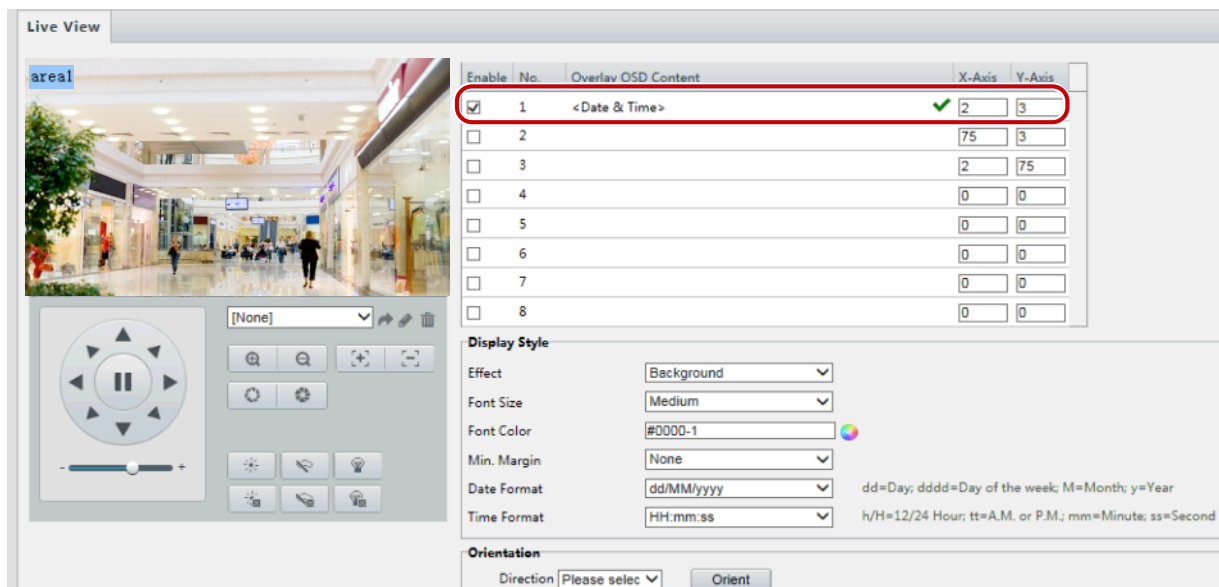 Live View
area1
Enable No. Overlay OSD Content X-Axis Y-Axis
1 <Date & Time> 2 3
2 75 3
3 2 75
4 0 0
5 0 0
6 0 0
7 0 0
8 0 0
[None]
- +
Display Style
Effect Background
Font Size Medium
Font Color #0000-1
Min. Margin None
Date Format dd/MM/yyyy dd=Day; dddd=Day of the week; M=Month; y=Year
Time Format HH:mm:ss h/H=12/24 Hour; tt=A.M. or P.M.; mm=Minute; ss=Second
Orientation
Direction Please selec Orient